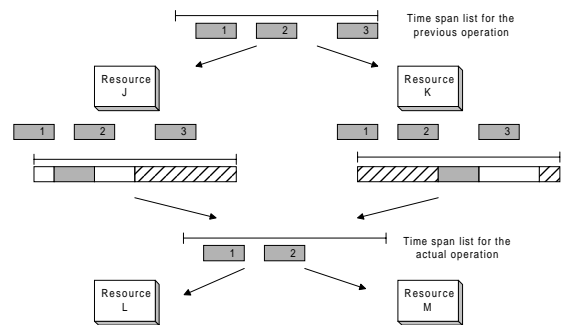 Time span list for the
previous operation
1 2 3
Resource
J
Resource
K
1 2 3
1 2 3
Time span list for the
actual operation
1 2
Resource
L
Resource
M